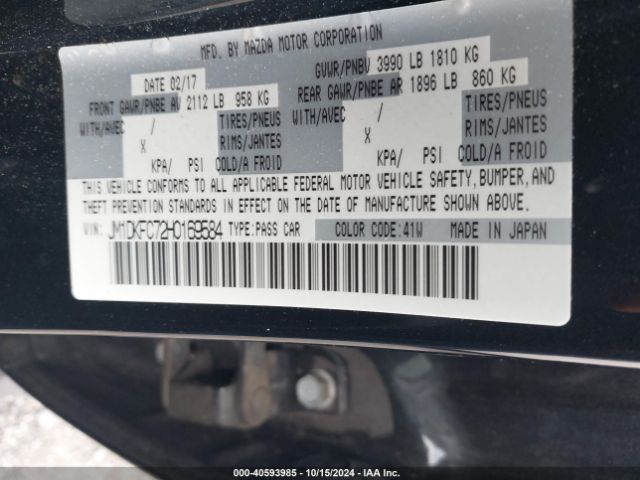 MFD. BY MAZDA MOTOR CORPORATION
DATE 02/17 GVWR/PNBV 3990 LB 1810 KG
FRONT GAWR/PNBE AV 2112 LB 958 KG REAR GAWR/PNBE AR 1896 LB 860 KG
WITH/AVEC / TIRES/PNEUS WITH/AVEC / TIRES/PNEUS
X RIMS/JANTES X RIMS/JANTES
KPA/ PSI COLD/A FROID KPA/ PSI COLD/A FROID
THIS VEHICLE CONFORMS TO ALL APPLICABLE FEDERAL MOTOR VEHICLE SAFETY, BUMPER, AND
THEFT PREVENTION STANDARDS IN EFFECT ON THE DATE OF MANUFACTURE SHOWN ABOVE.
VIN: JM1DKFC72H0169584 TYPE:PASS CAR COLOR CODE:41W MADE IN JAPAN
000-40593985 - 10/15/2024 - IAA Inc.